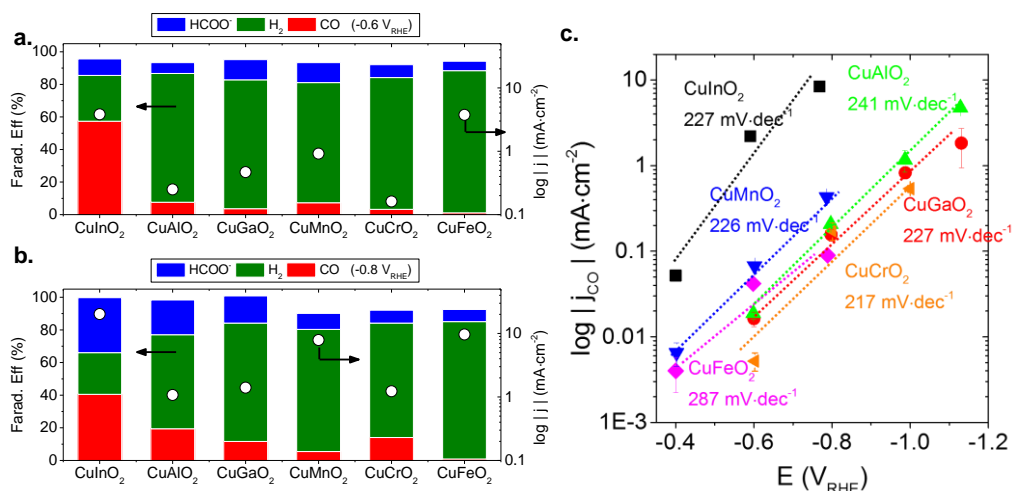 a.
HCOO⁻ H₂ CO (-0.6 V_RHE)
Farad. Eff (%)
100
80
60
40
20
0
10
1
0.1
log | j | (mA·cm⁻²)
CuInO₂ CuAlO₂ CuGaO₂ CuMnO₂ CuCrO₂ CuFeO₂
b.
HCOO⁻ H₂ CO (-0.8 V_RHE)
Farad. Eff (%)
100
80
60
40
20
0
10
1
0.1
log | j | (mA·cm⁻²)
CuInO₂ CuAlO₂ CuGaO₂ CuMnO₂ CuCrO₂ CuFeO₂
c.
log | j_CO | (mA·cm⁻²)
10
1
0.1
0.01
1E-3
CuInO₂
227 mV·dec⁻¹
CuAlO₂
241 mV·dec⁻¹
CuMnO₂
226 mV·dec⁻¹
CuGaO₂
227 mV·dec⁻¹
CuCrO₂
217 mV·dec⁻¹
CuFeO₂
287 mV·dec⁻¹
-0.4 -0.6 -0.8 -1.0 -1.2
E (V_RHE)